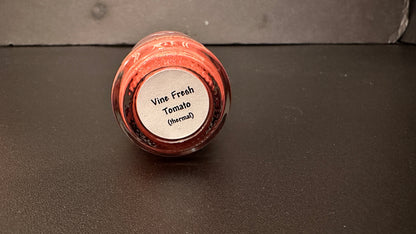 Vine Fresh
Tomato
(thermal)